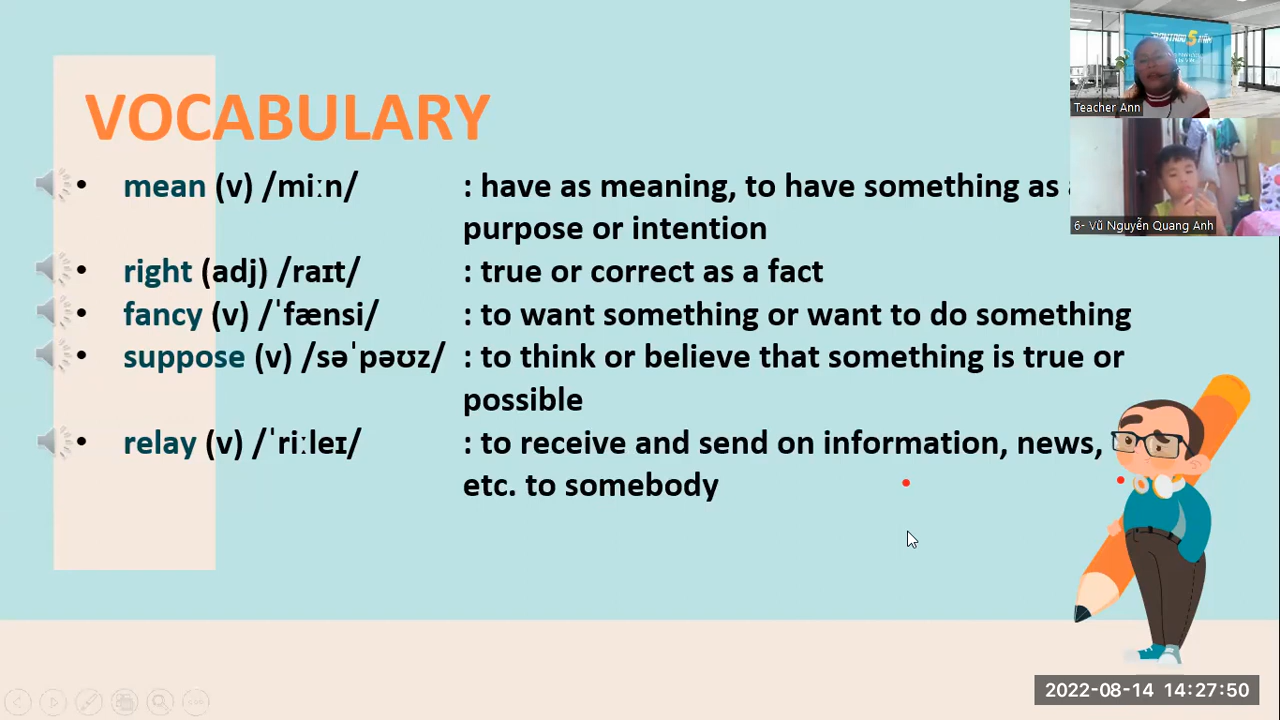 VOCABULARY
• mean (v) /miːn/ : have as meaning, to have something as
purpose or intention
• right (adj) /raɪt/ : true or correct as a fact
• fancy (v) /ˈfænsi/ : to want something or want to do something
• suppose (v) /səˈpəʊz/ : to think or believe that something is true or
possible
• relay (v) /ˈriːleɪ/ : to receive and send on information, news,
etc. to somebody
Teacher Ann
6- Vũ Nguyễn Quang Anh
2022-08-14 14:27:50